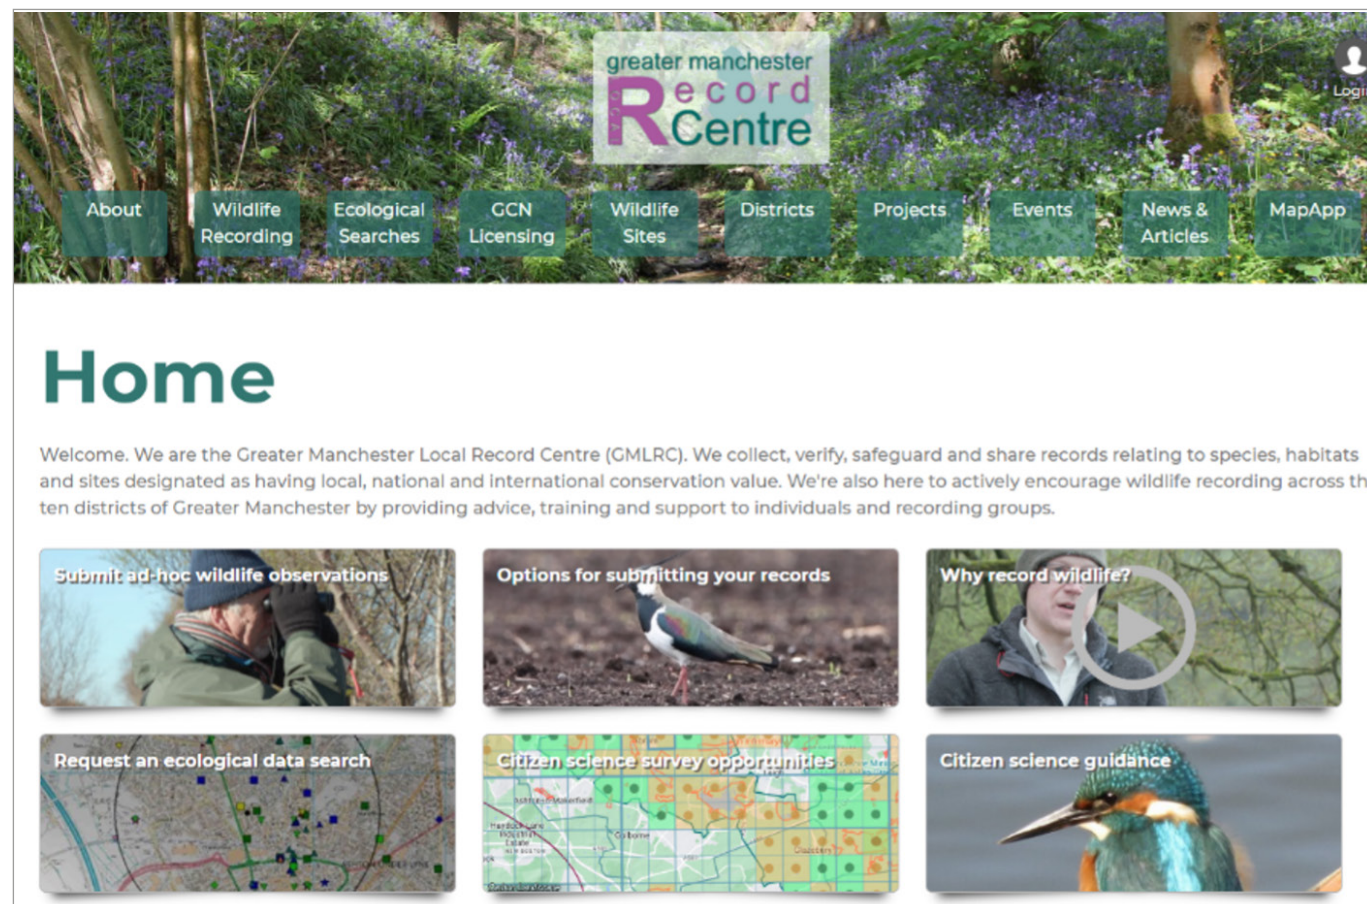 greater manchester
Record
Centre
Login
About
Wildlife
Recording
Ecological
Searches
GCN
Licensing
Wildlife
Sites
Districts
Projects
Events
News &
Articles
MapApp
Home
Welcome. We are the Greater Manchester Local Record Centre (GMLRC). We collect, verify, safeguard and share records relating to species, habitats
and sites designated as having local, national and international conservation value. We're also here to actively encourage wildlife recording across th
ten districts of Greater Manchester by providing advice, training and support to individuals and recording groups.
Submit ad-hoc wildlife observations
Options for submitting your records
Why record wildlife?
Request an ecological data search
Citizen science survey opportunities
Citizen science guidance
Golborne